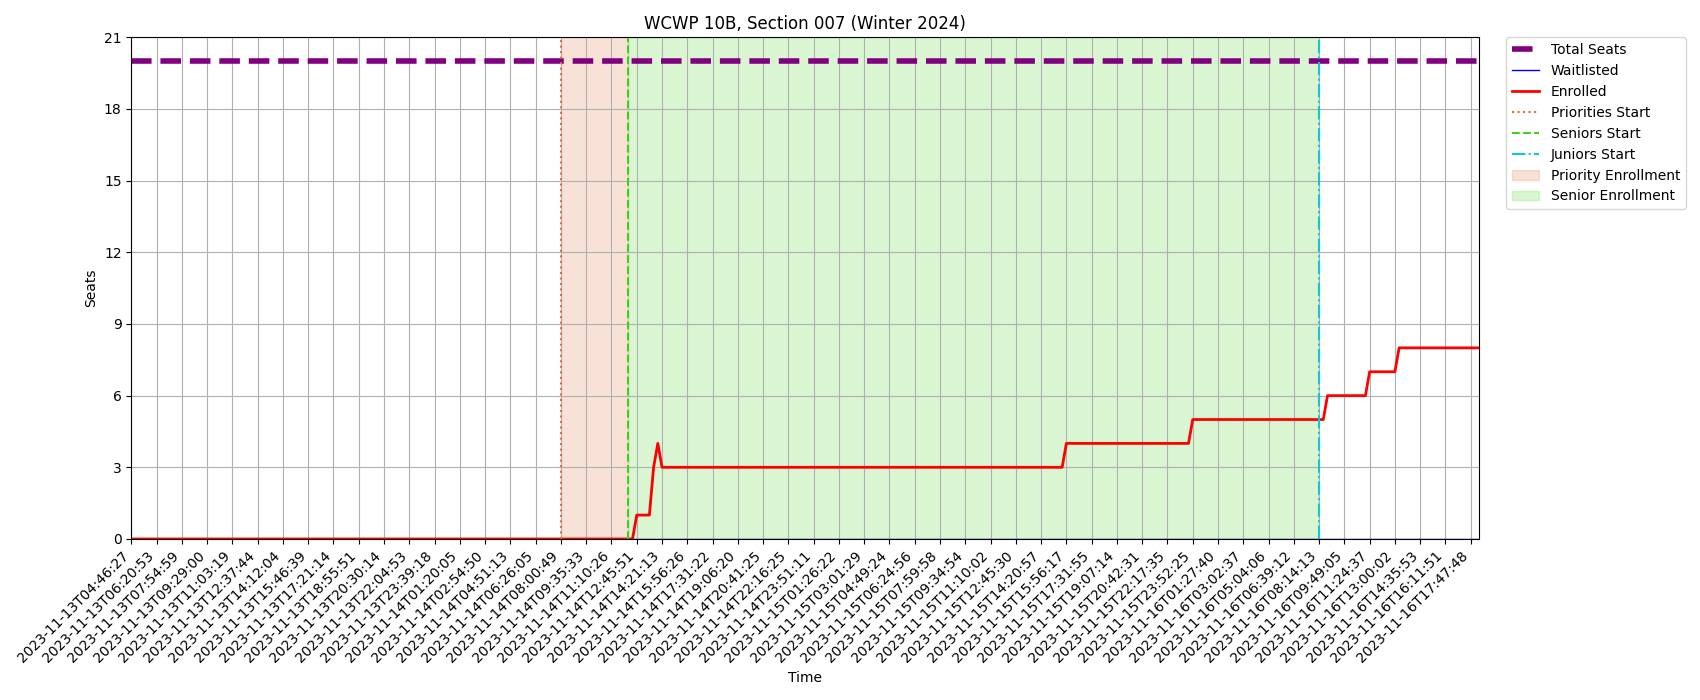 WCWP 10B, Section 007 (Winter 2024)
Total Seats
Waitlisted
Enrolled
Priorities Start
Seniors Start
Juniors Start
Priority Enrollment
Senior Enrollment
Seats
21
18
15
12
9
6
3
0
2023-11-13T04:46:27
2023-11-13T06:20:53
2023-11-13T07:54:59
2023-11-13T09:29:00
2023-11-13T11:03:19
2023-11-13T12:37:44
2023-11-13T14:12:04
2023-11-13T15:46:39
2023-11-13T17:21:14
2023-11-13T18:55:51
2023-11-13T20:30:14
2023-11-13T22:04:53
2023-11-13T23:39:18
2023-11-14T01:20:05
2023-11-14T02:54:50
2023-11-14T04:51:13
2023-11-14T06:26:05
2023-11-14T08:00:49
2023-11-14T09:35:33
2023-11-14T11:10:26
2023-11-14T12:45:51
2023-11-14T14:21:13
2023-11-14T15:56:26
2023-11-14T17:31:22
2023-11-14T19:06:20
2023-11-14T20:41:25
2023-11-14T22:16:25
2023-11-14T23:51:11
2023-11-15T01:26:22
2023-11-15T03:01:29
2023-11-15T04:49:24
2023-11-15T06:24:56
2023-11-15T07:59:58
2023-11-15T09:34:54
2023-11-15T11:10:02
2023-11-15T12:45:30
2023-11-15T14:20:57
2023-11-15T15:56:17
2023-11-15T17:31:55
2023-11-15T19:07:14
2023-11-15T20:42:31
2023-11-15T22:17:35
2023-11-15T23:52:25
2023-11-16T01:27:40
2023-11-16T03:02:37
2023-11-16T05:04:06
2023-11-16T06:39:12
2023-11-16T08:14:13
2023-11-16T09:49:05
2023-11-16T11:24:37
2023-11-16T13:00:02
2023-11-16T14:35:53
2023-11-16T16:11:51
2023-11-16T17:47:48
Time